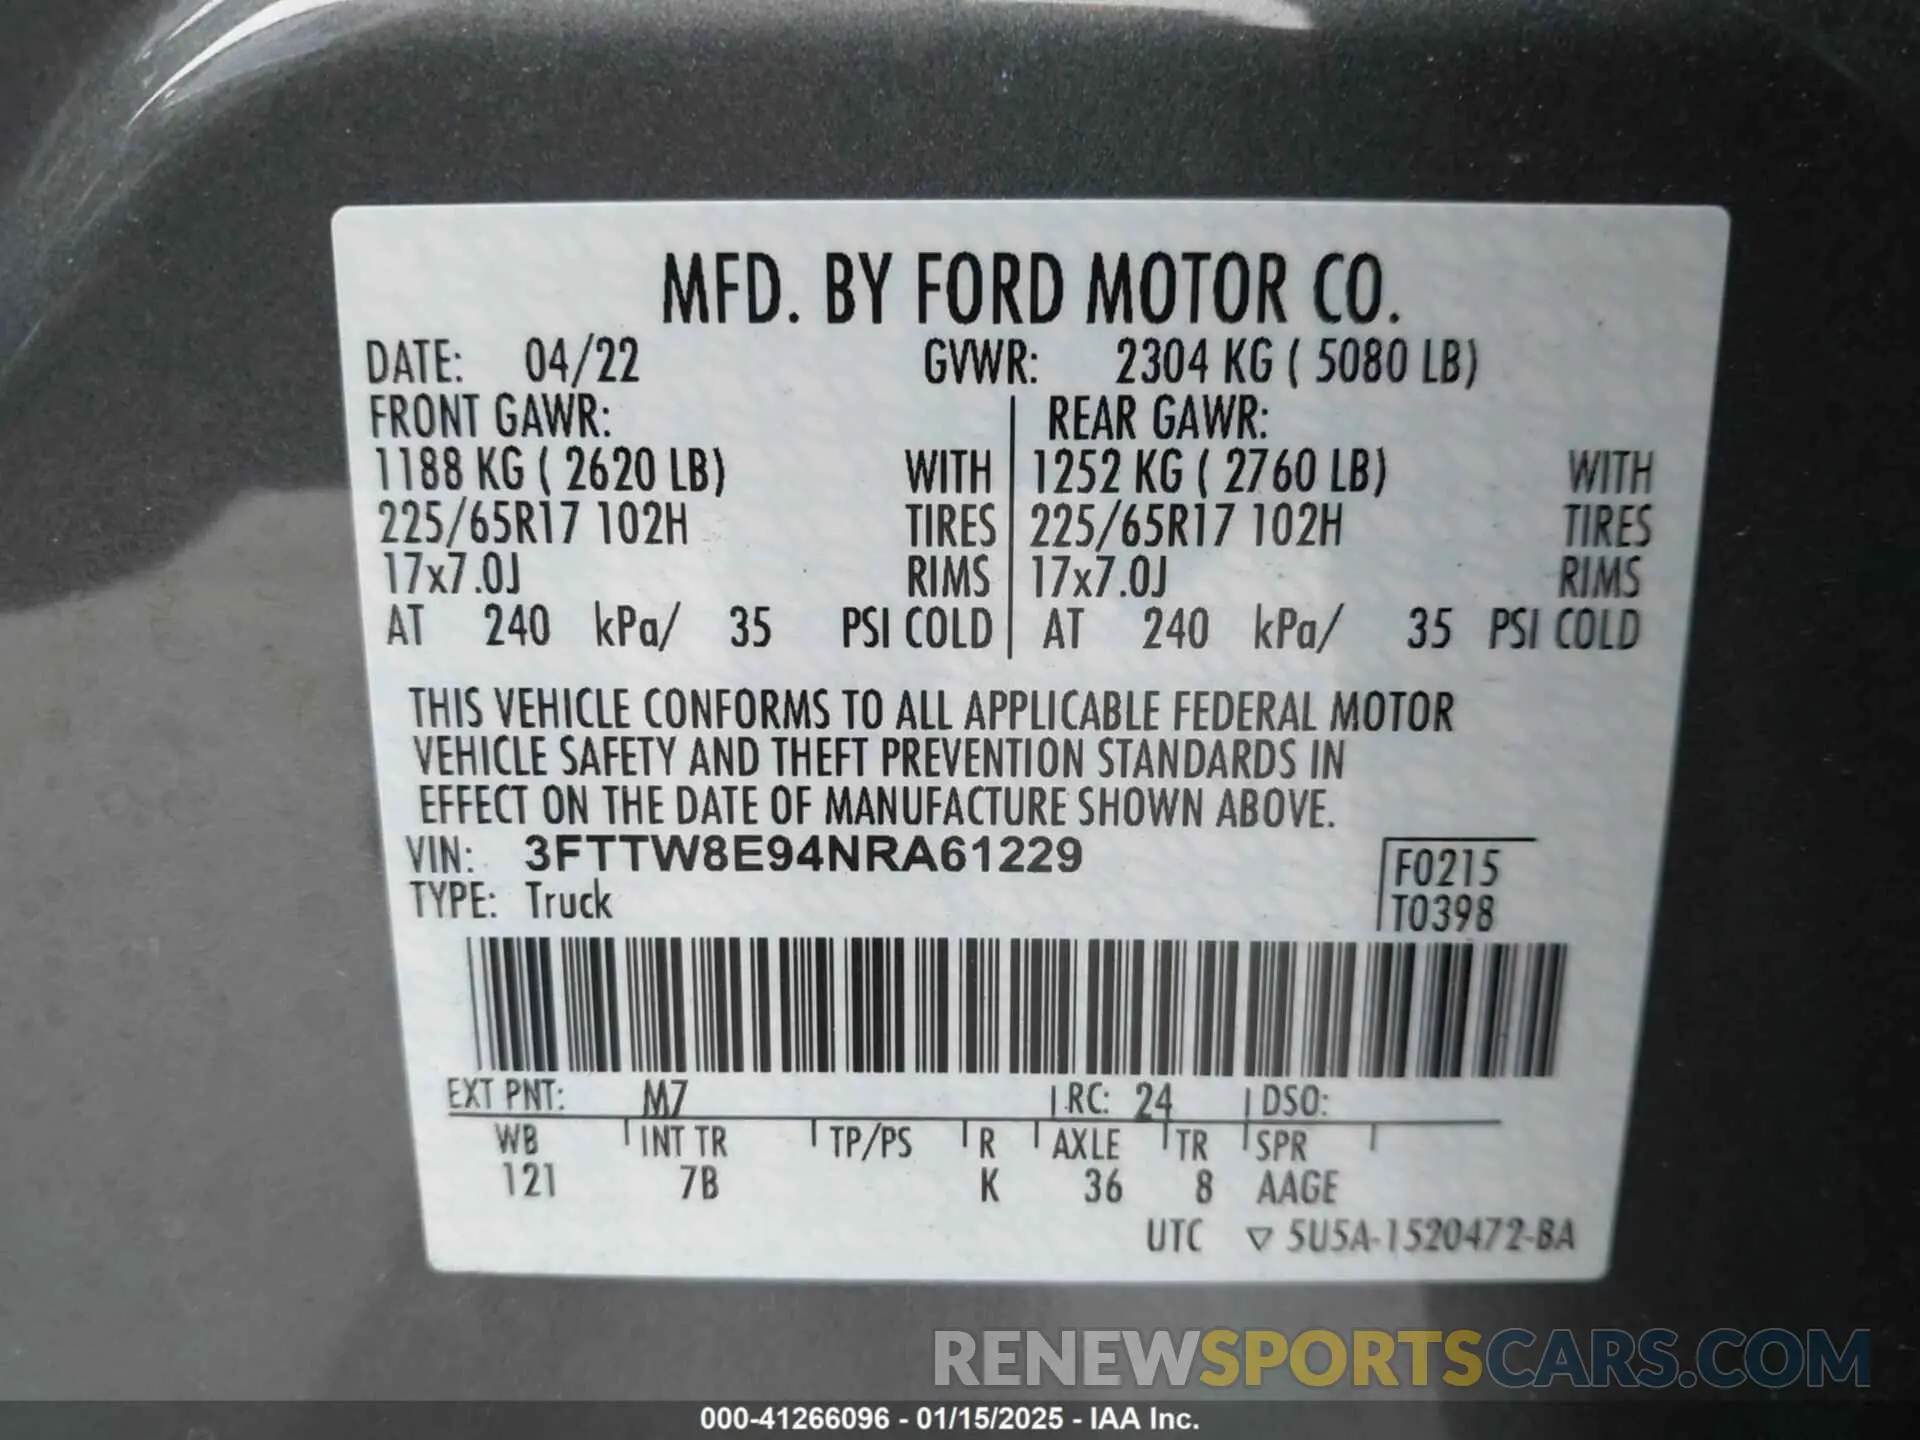 MFD. BY FORD MOTOR CO.
DATE: 04/22 GVWR: 2304 KG ( 5080 LB)
FRONT GAWR: REAR GAWR:
1188 KG ( 2620 LB) WITH 1252 KG ( 2760 LB) WITH
225/65R17 102H TIRES 225/65R17 102H TIRES
17x7.0J RIMS 17x7.0J RIMS
AT 240 kPa/ 35 PSI COLD AT 240 kPa/ 35 PSI COLD
THIS VEHICLE CONFORMS TO ALL APPLICABLE FEDERAL MOTOR
VEHICLE SAFETY AND THEFT PREVENTION STANDARDS IN
EFFECT ON THE DATE OF MANUFACTURE SHOWN ABOVE.
VIN: 3FTTW8E94NRA61229 F0215
TYPE: Truck T0398
EXT PNT: M7 RC: 24 DSO:
WB INT TR TP/PS R AXLE TR SPR
121 7B K 36 8 AAGE
UTC ▽ 5U5A-1520472-BA
RENEWSPORTSCARS.COM
000-41266096 - 01/15/2025 - IAA Inc.